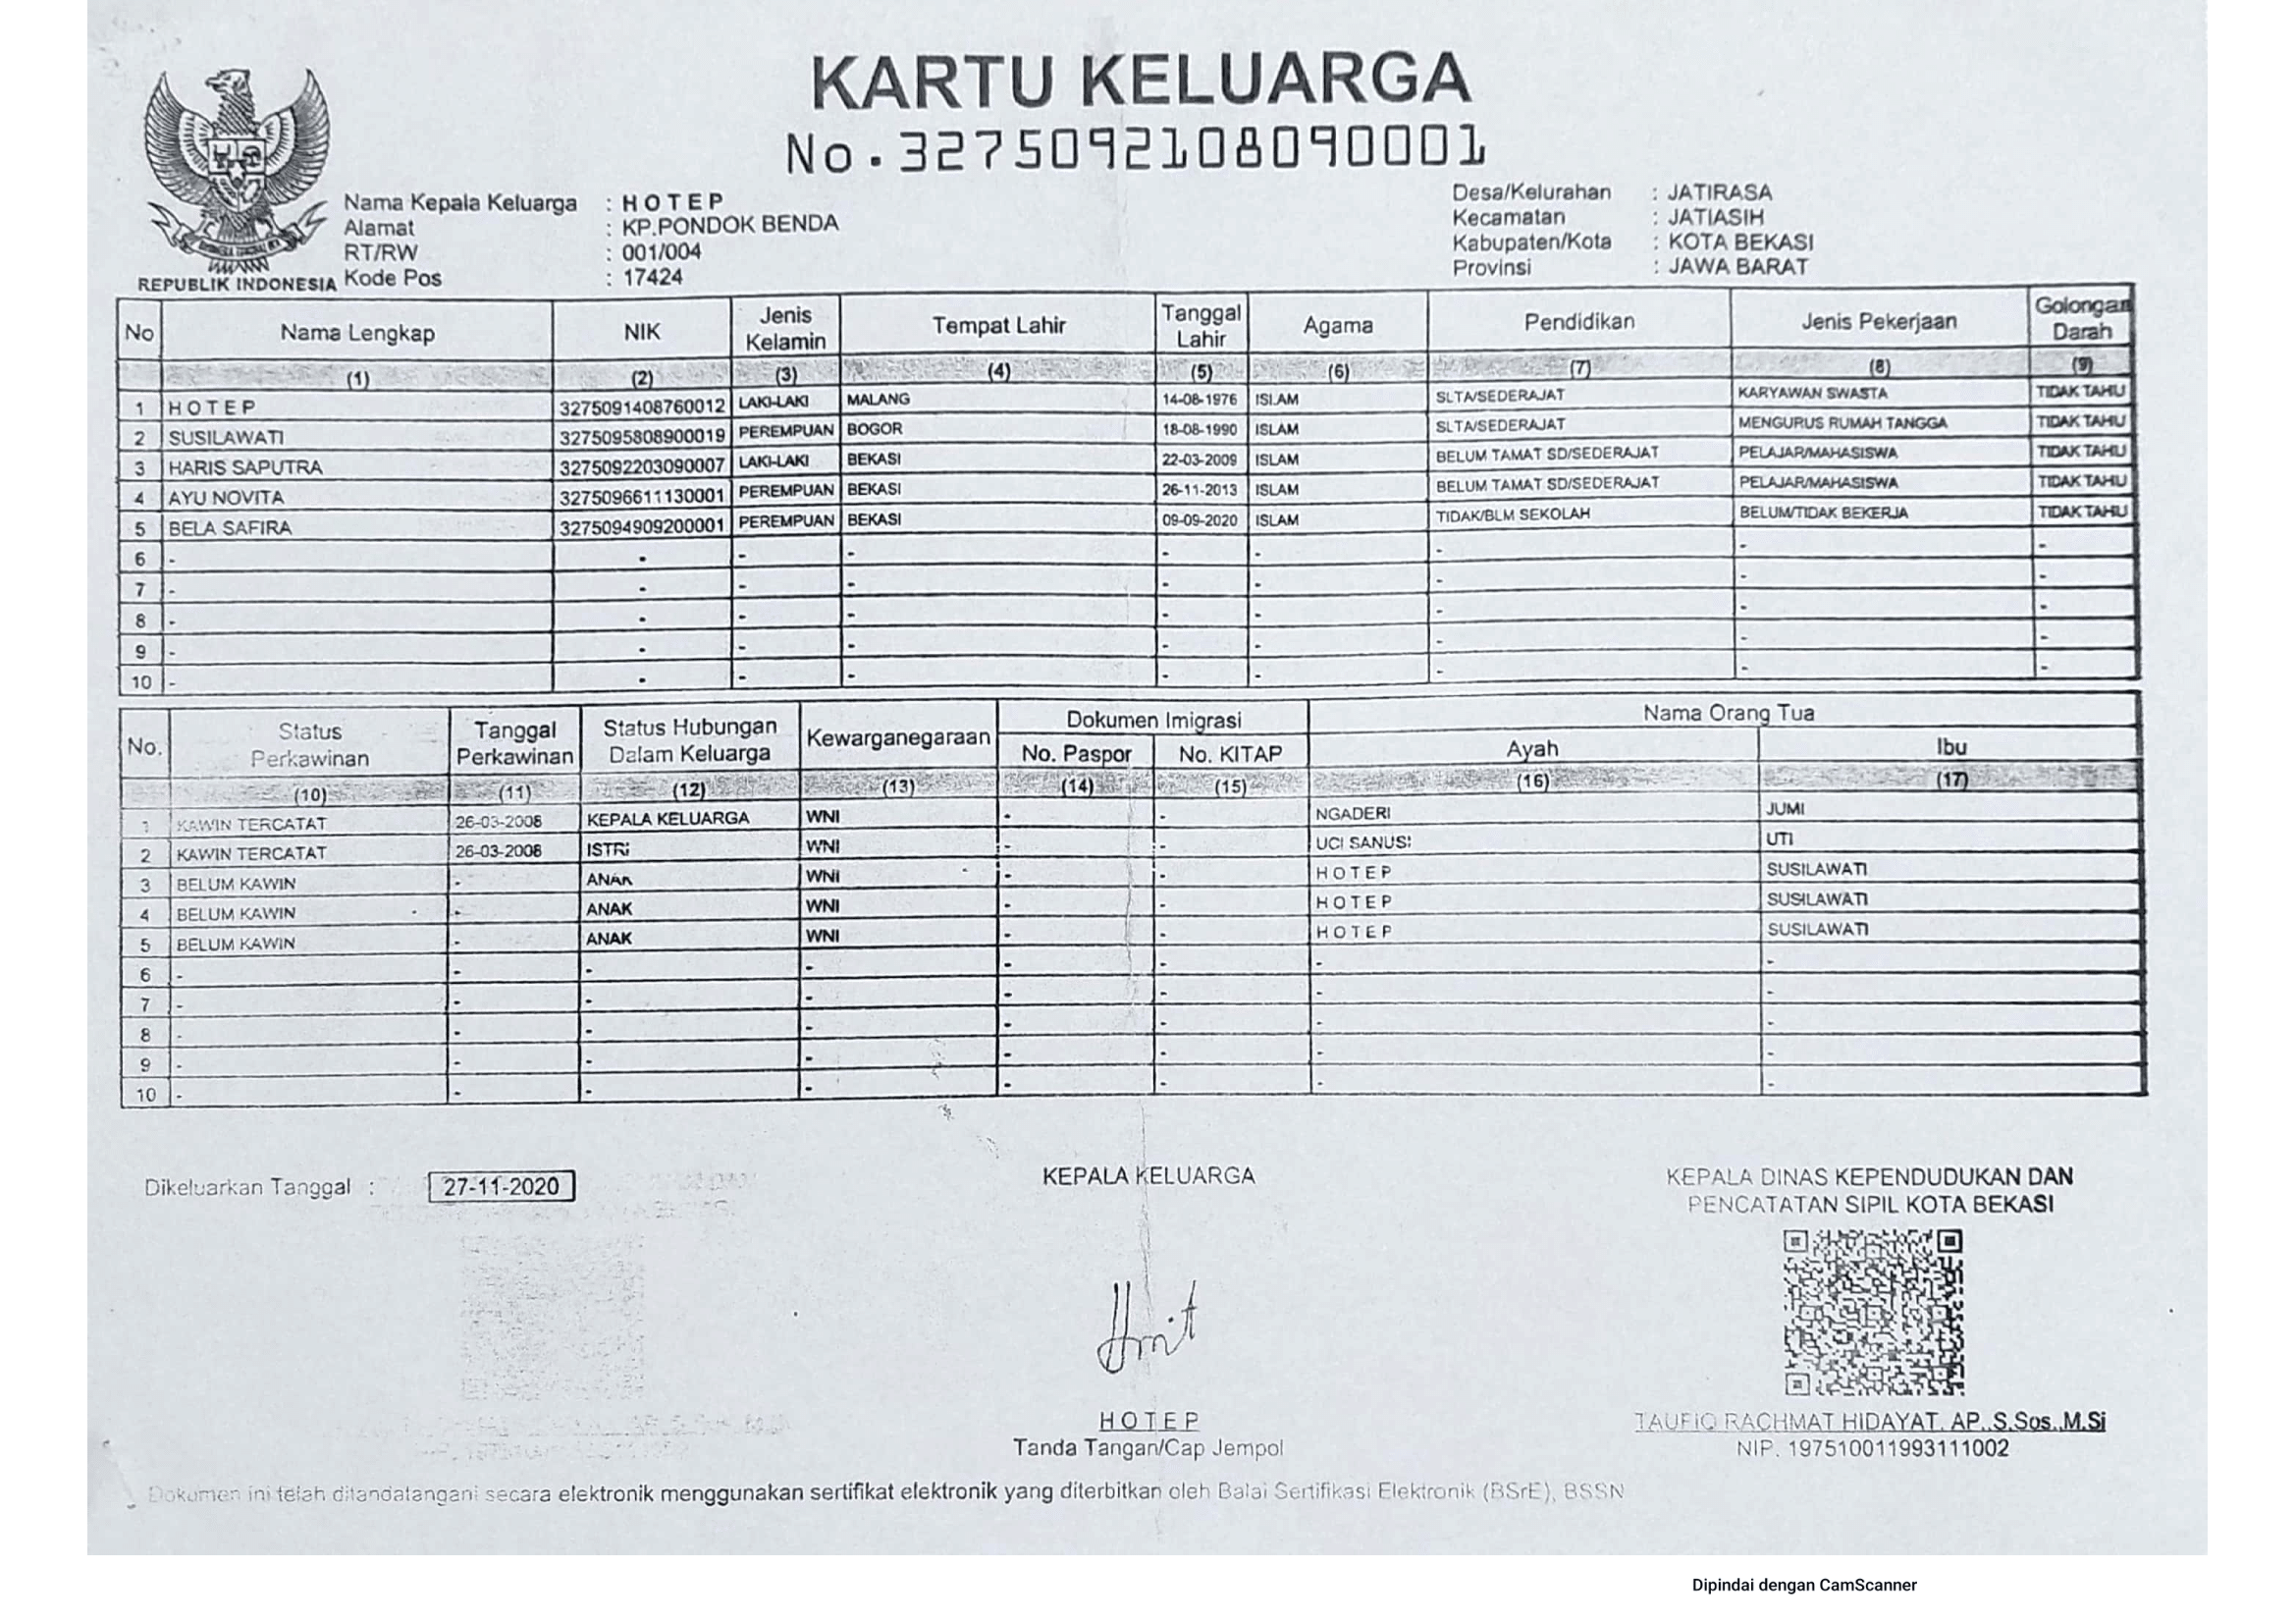 KARTU KELUARGA
No. 3275092108090001
REPUBLIK INDONESIA
Nama Kepala Keluarga : H O T E P
Alamat : KP.PONDOK BENDA
RT/RW : 001/004
Kode Pos : 17424
Desa/Kelurahan : JATIRASA
Kecamatan : JATIASIH
Kabupaten/Kota : KOTA BEKASI
Provinsi : JAWA BARAT
No Nama Lengkap NIK Jenis Kelamin Tempat Lahir Tanggal Lahir Agama Pendidikan Jenis Pekerjaan Golongan Darah
(1) (2) (3) (4) (5) (6) (7) (8) (9)
1 H O T E P 3275091408760012 LAKI-LAKI MALANG 14-08-1976 ISLAM SLTA/SEDERAJAT KARYAWAN SWASTA TIDAK TAHU
2 SUSILAWATI 3275095808900019 PEREMPUAN BOGOR 18-08-1990 ISLAM SLTA/SEDERAJAT MENGURUS RUMAH TANGGA TIDAK TAHU
3 HARIS SAPUTRA 3275092203090007 LAKI-LAKI BEKASI 22-03-2009 ISLAM BELUM TAMAT SD/SEDERAJAT PELAJAR/MAHASISWA TIDAK TAHU
4 AYU NOVITA 3275096611130001 PEREMPUAN BEKASI 26-11-2013 ISLAM BELUM TAMAT SD/SEDERAJAT PELAJAR/MAHASISWA TIDAK TAHU
5 BELA SAFIRA 3275094909200001 PEREMPUAN BEKASI 09-09-2020 ISLAM TIDAK/BLM SEKOLAH BELUM/TIDAK BEKERJA TIDAK TAHU
6 - - - - - - - - -
7 - - - - - - - - -
8 - - - - - - - - -
9 - - - - - - - - -
10 - - - - - - - - -
No. Status Perkawinan Tanggal Perkawinan Status Hubungan Dalam Keluarga Kewarganegaraan Dokumen Imigrasi Nama Orang Tua
No. Paspor No. KITAP Ayah Ibu
(10) (11) (12) (13) (14) (15) (16) (17)
1 KAWIN TERCATAT 26-03-2008 KEPALA KELUARGA WNI - - NGADERI JUMI
2 KAWIN TERCATAT 26-03-2008 ISTRI WNI - - UCI SANUSI UTI
3 BELUM KAWIN - ANAK WNI - - H O T E P SUSILAWATI
4 BELUM KAWIN - ANAK WNI - - H O T E P SUSILAWATI
5 BELUM KAWIN - ANAK WNI - - H O T E P SUSILAWATI
6 - - - - - - - -
7 - - - - - - - -
8 - - - - - - - -
9 - - - - - - - -
10 - - - - - - - -
Dikeluarkan Tanggal : 27-11-2020
KEPALA KELUARGA
H O T E P
Tanda Tangan/Cap Jempol
KEPALA DINAS KEPENDUDUKAN DAN
PENCATATAN SIPIL KOTA BEKASI
TAUFIQ RACHMAT HIDAYAT, AP.,S.Sos.,M.Si
NIP. 197510011993111002
Dokumen ini telah ditandatangani secara elektronik menggunakan sertifikat elektronik yang diterbitkan oleh Balai Sertifikasi Elektronik (BSrE), BSSN
Dipindai dengan CamScanner